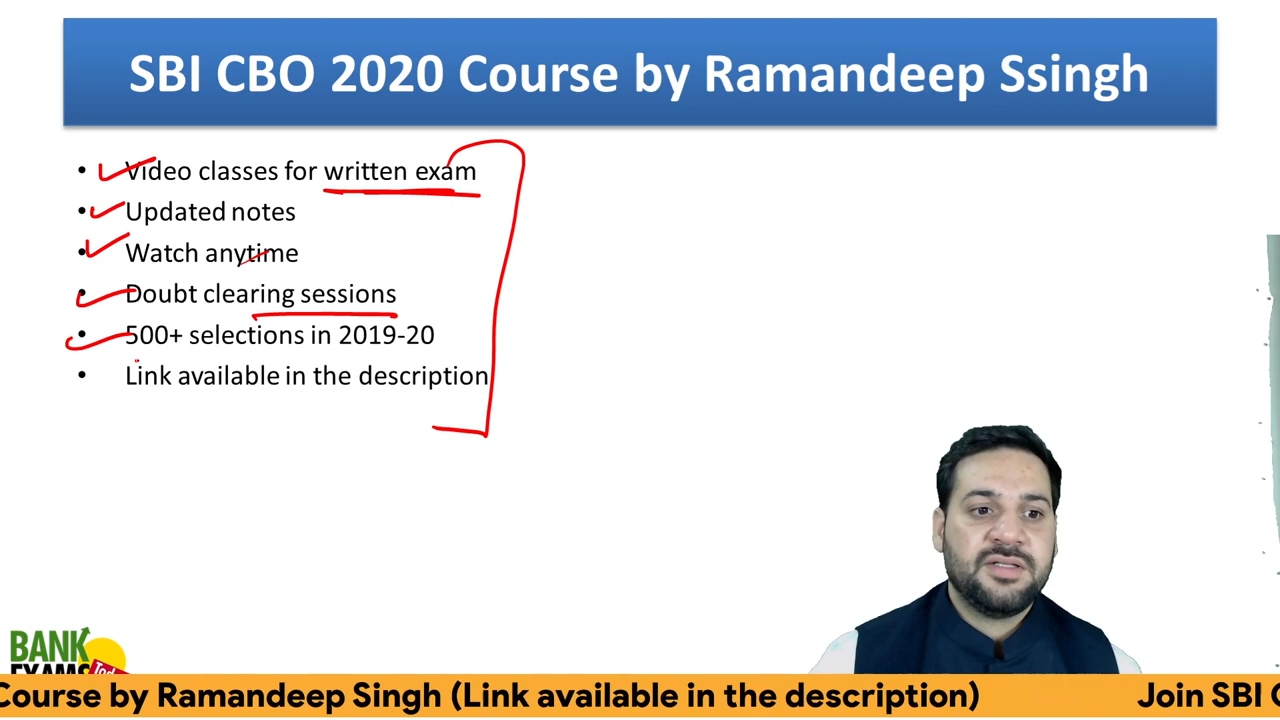 SBI CBO 2020 Course by Ramandeep Ssingh
• Video classes for written exam
• Updated notes
• Watch anytime
• Doubt clearing sessions
• 500+ selections in 2019-20
• Link available in the description
BANK
EXAMS Today
Course by Ramandeep Singh (Link available in the description) Join SBI